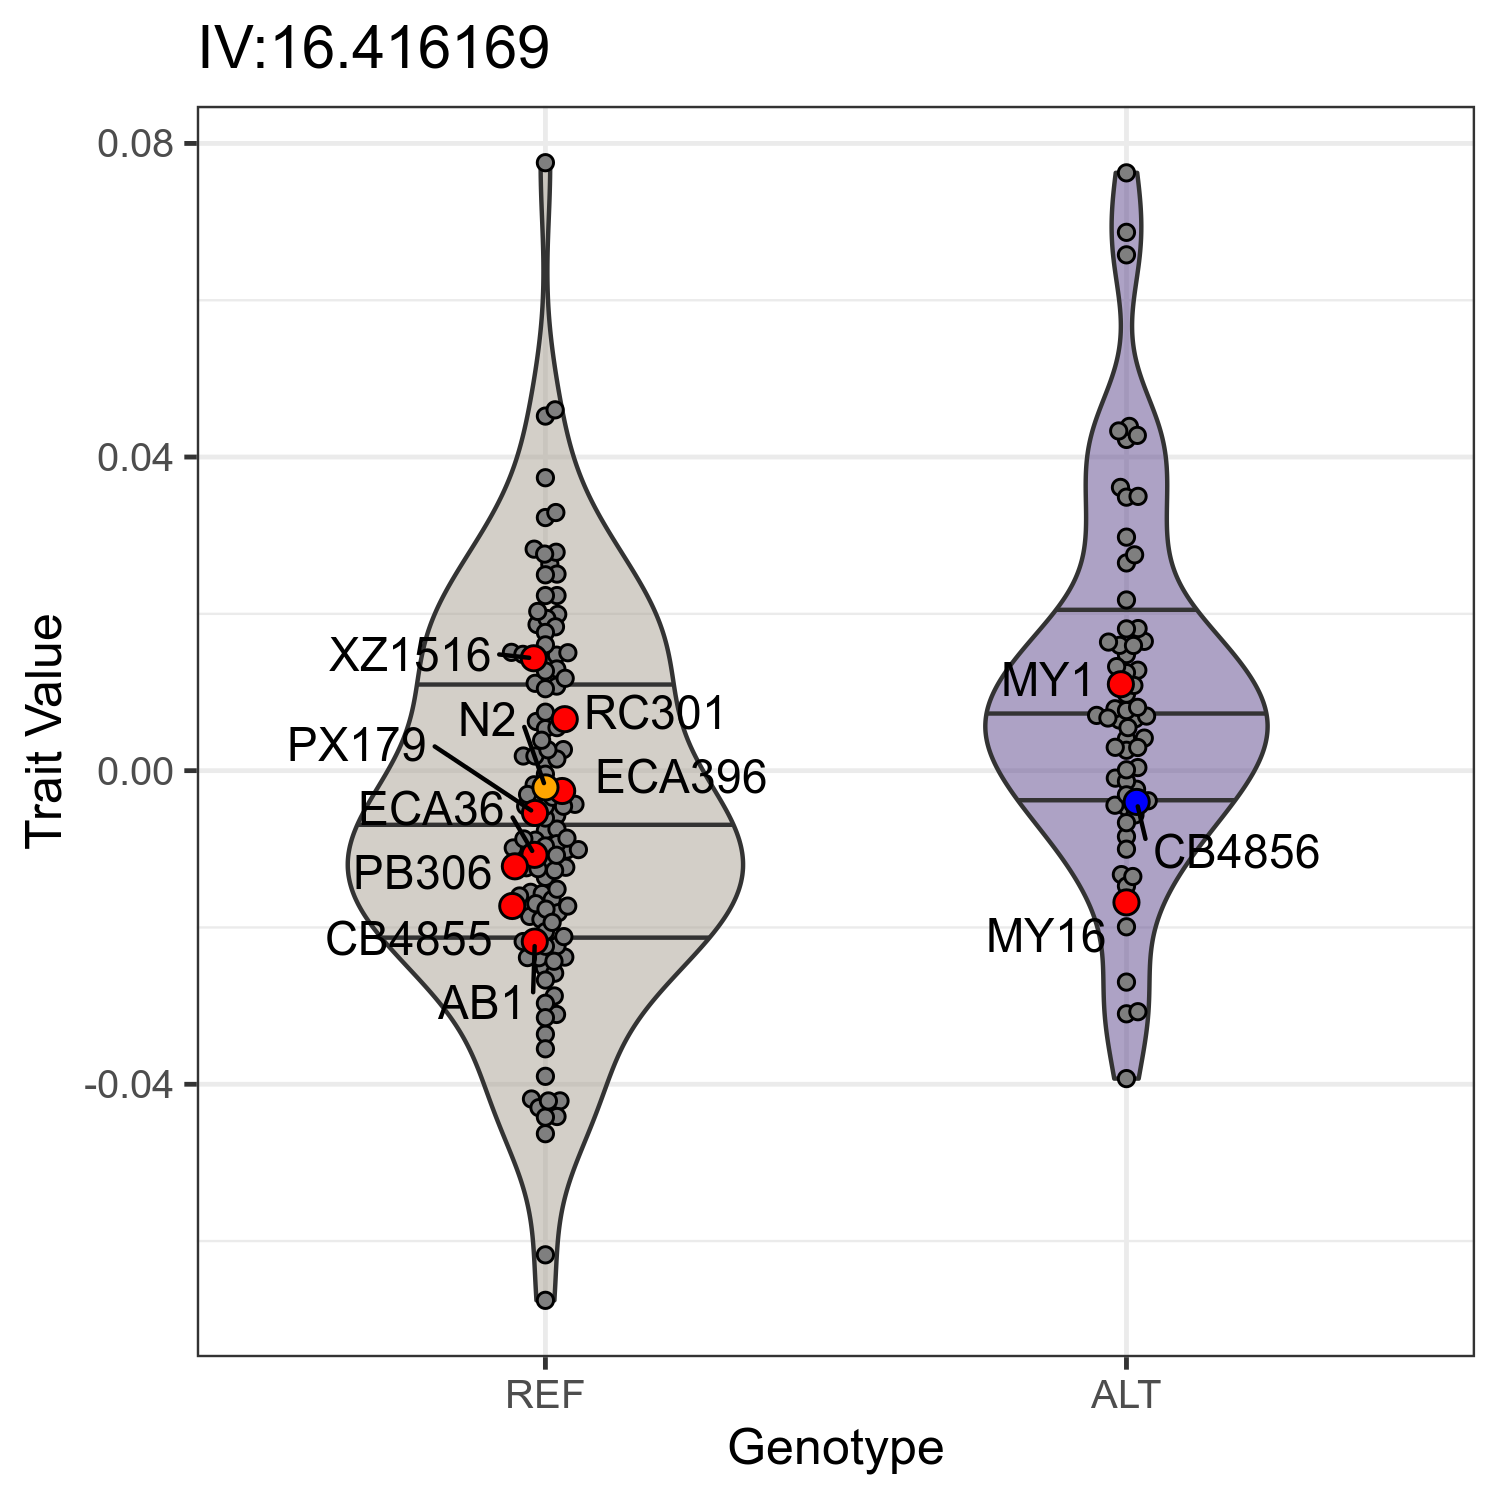 IV:16.416169
0.08
0.04
0.00
-0.04
Trait Value
XZ1516
N2
RC301
PX179
ECA396
ECA36
PB306
CB4855
AB1
MY1
CB4856
MY16
REF
ALT
Genotype